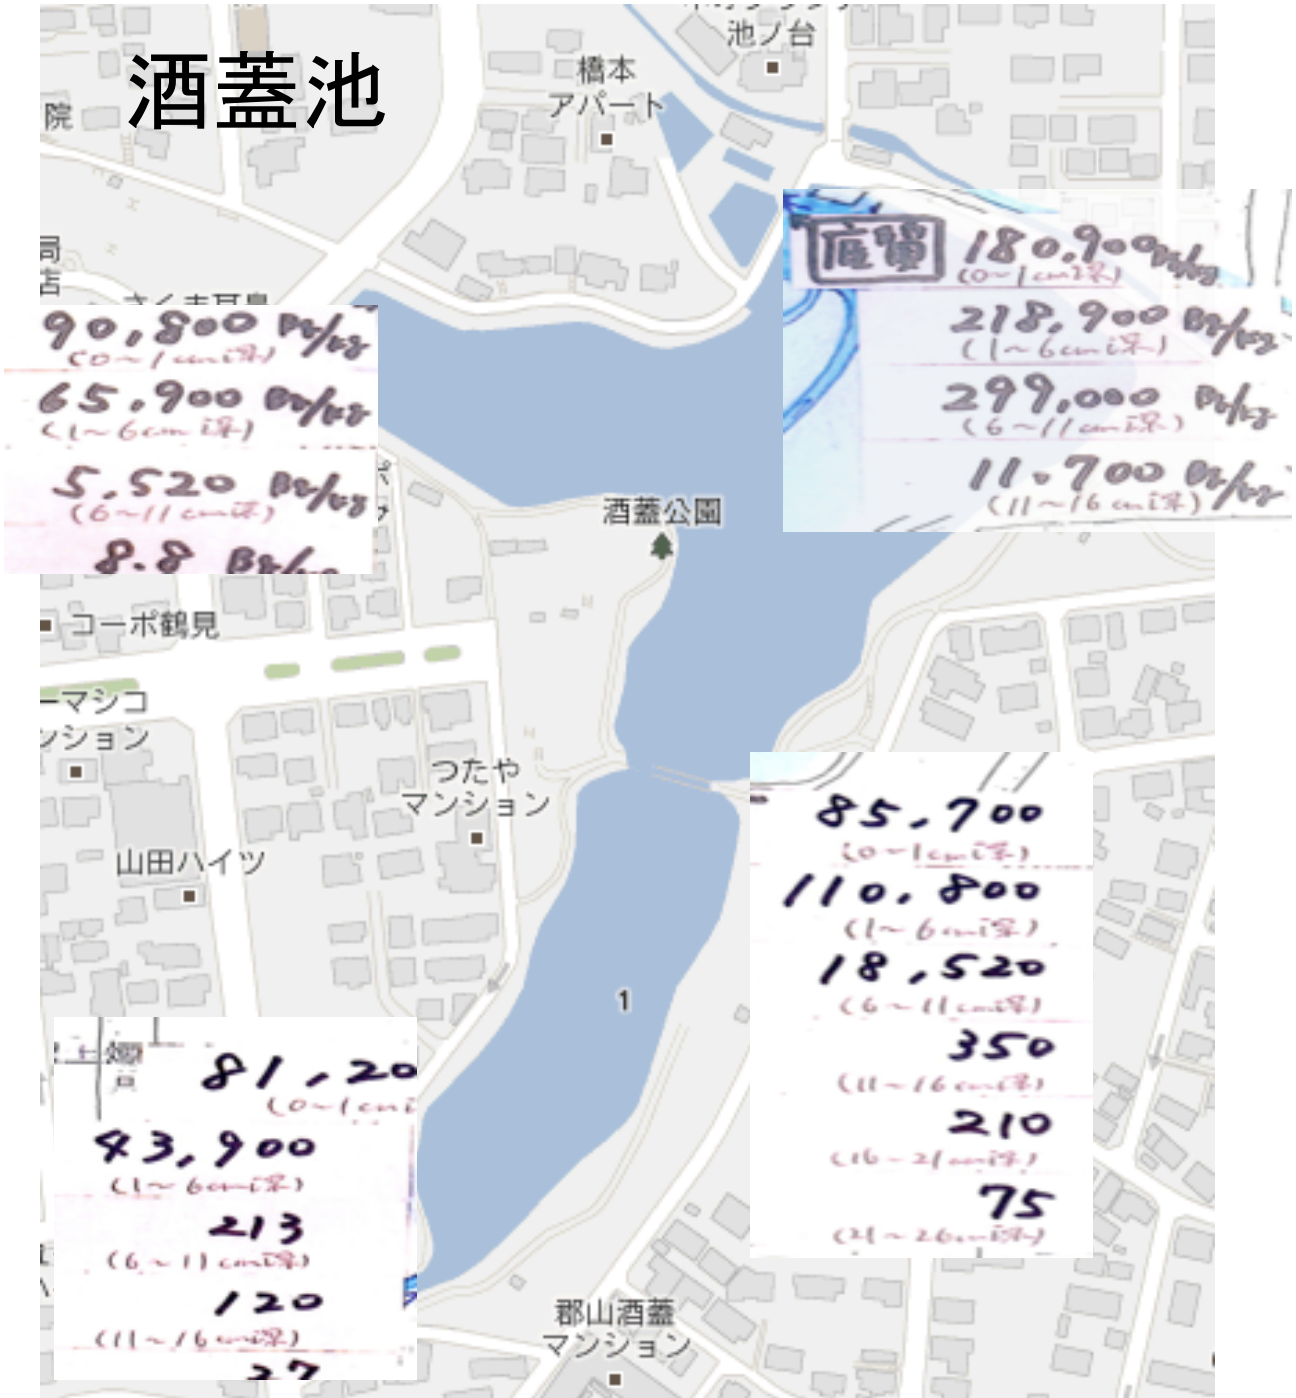 酒蓋池
池ノ台
橋本
アパート
院
局
店
底質
180,900 Bq/kg
(0~1cm深)
218,900 Bq/kg
(1~6cm深)
299,000 Bq/kg
(6~11cm深)
11,700 Bq/kg
(11~16cm深)
90,800 Bq/kg
(0~1cm深)
65,900 Bq/kg
(1~6cm深)
5,520 Bq/kg
(6~11cm深)
8.8 Bq/kg
酒蓋公園
コーポ鶴見
ーマシコ
ンション
つたや
マンション
山田ハイツ
85,700
(0~1cm深)
110,800
(1~6cm深)
18,520
(6~11cm深)
350
(11~16cm深)
210
(16~21cm深)
75
(21~26cm深)
1
81,20
(0~1cm
43,900
(1~6cm深)
213
(6~11cm深)
120
(11~16cm深)
27
郡山酒蓋
マンション